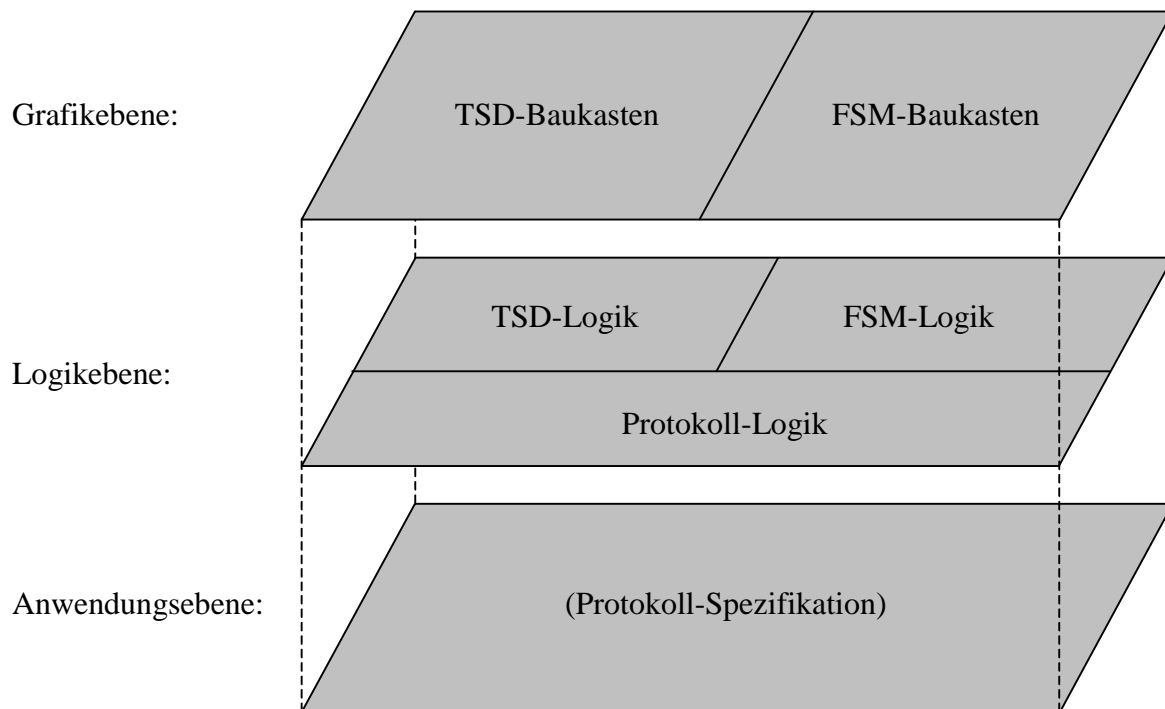 Grafikebene:
TSD-Baukasten
FSM-Baukasten
Logikebene:
TSD-Logik
FSM-Logik
Protokoll-Logik
Anwendungsebene:
(Protokoll-Spezifikation)